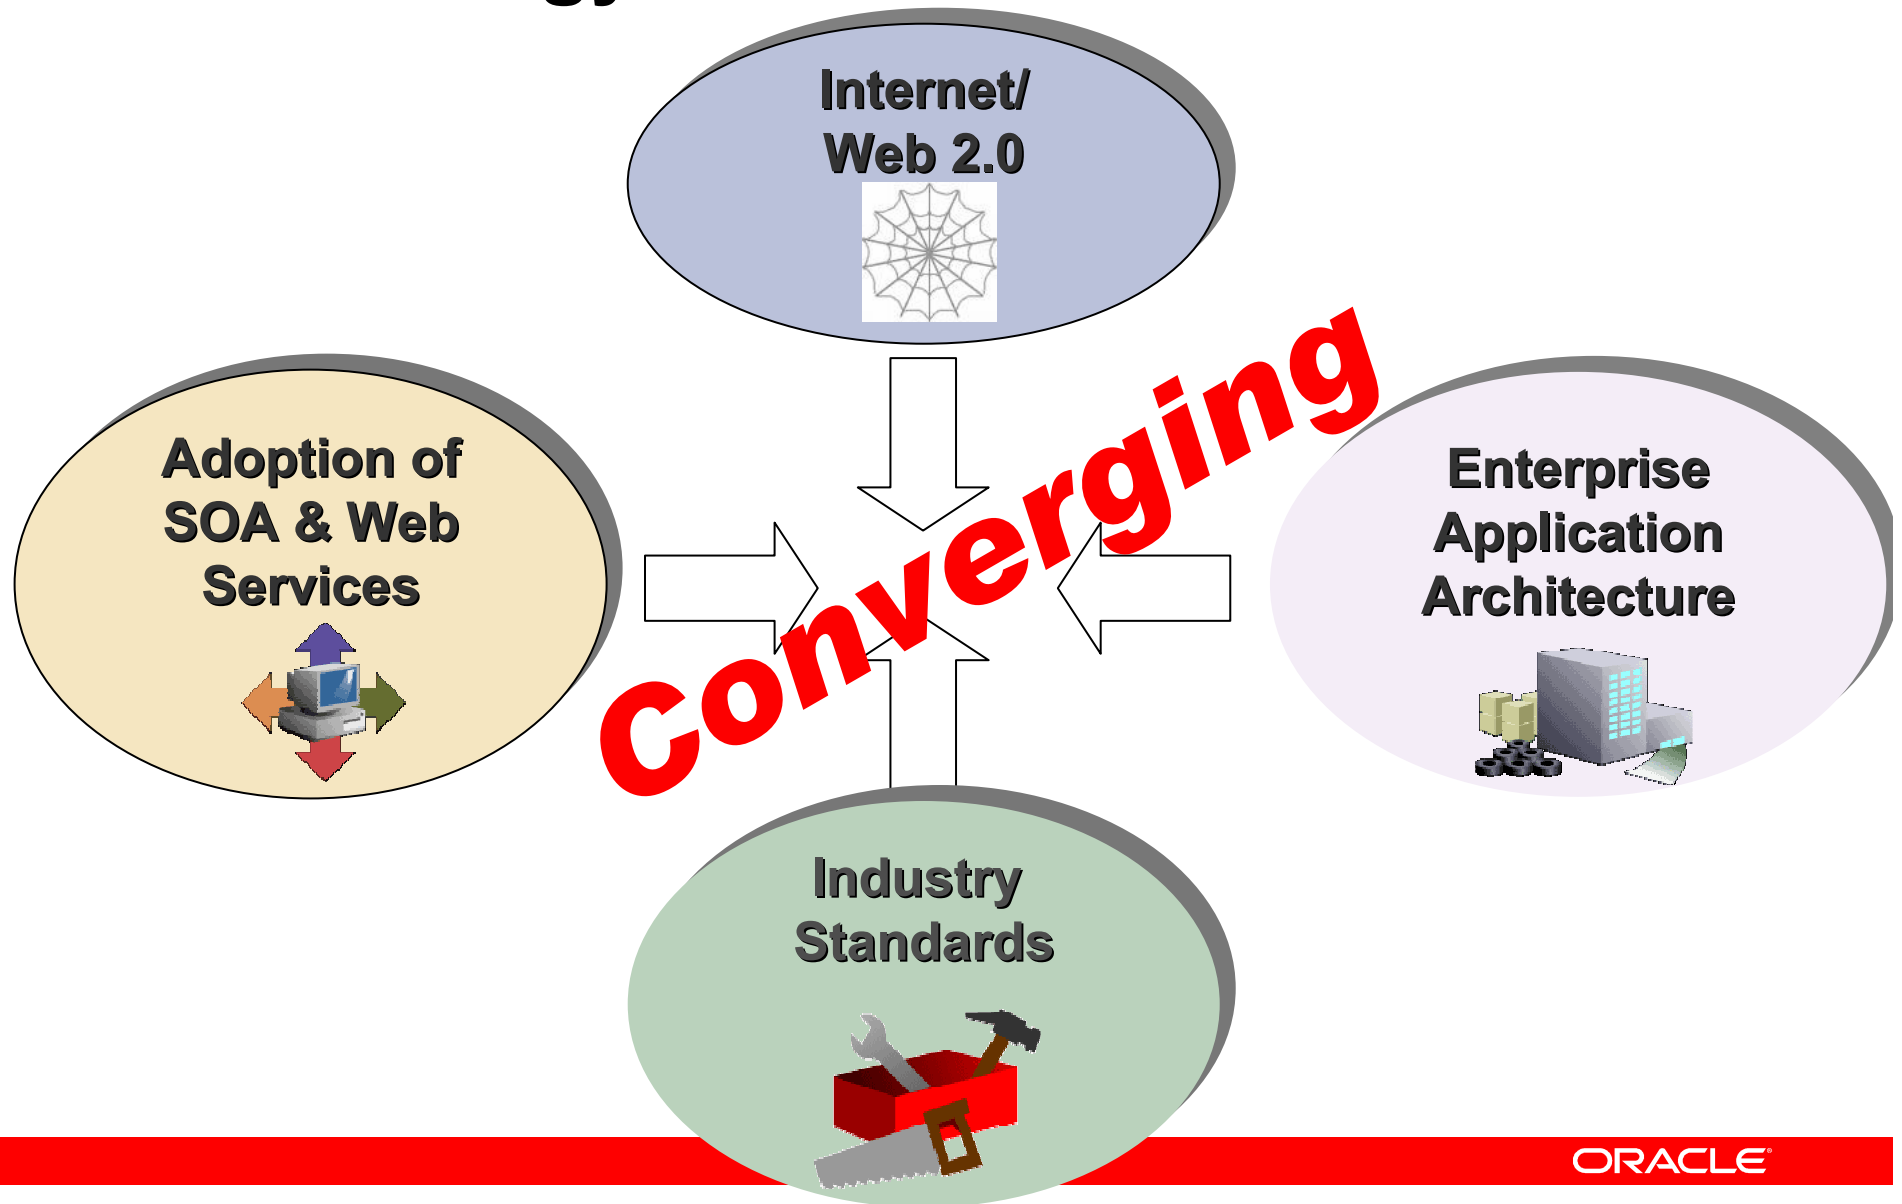 Internet/
Web 2.0
Converging
Adoption of
SOA & Web
Services
Enterprise
Application
Architecture
Industry
Standards
ORACLE